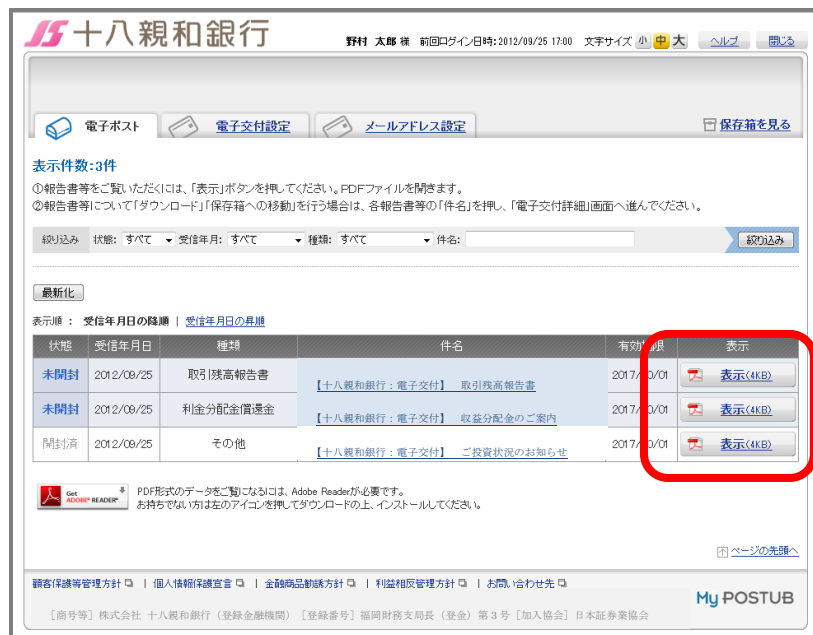 十八親和銀行
野村 太郎 様 前回ログイン日時:2012/09/25 17:00 文字サイズ 小 中 大 ヘルプ 閉じる
電子ポスト 電子交付設定 メールアドレス設定 保存箱を見る
表示件数:3件
①報告書等をご覧いただくには、「表示」ボタンを押してください。PDFファイルを開きます。
②報告書等について「ダウンロード」「保存箱への移動」を行う場合は、各報告書等の「件名」を押し、「電子交付詳細」画面へ進んでください。
絞り込み 状態: すべて 受信年月: すべて 種類: すべて 件名: 絞り込み
最新化
表示順 : 受信年月日の降順 | 受信年月日の昇順
状態 受信年月日 種類 件名 有効期限 表示
未開封 2012/09/25 取引残高報告書 【十八親和銀行:電子交付】 取引残高報告書 2017/10/01 表示(4KB)
未開封 2012/09/25 利金分配金償還金 【十八親和銀行:電子交付】 収益分配金のご案内 2017/10/01 表示(4KB)
開封済 2012/09/25 その他 【十八親和銀行:電子交付】 ご投資状況のお知らせ 2017/10/01 表示(4KB)
Get ADOBE READER PDF形式のデータをご覧になるには、Adobe Readerが必要です。
お持ちでない方は左のアイコンを押してダウンロードの上、インストールしてください。
ページの先頭へ
顧客保護等管理方針 | 個人情報保護宣言 | 金融商品勧誘方針 | 利益相反管理方針 | お問い合わせ先
My POSTUB
[商号等] 株式会社 十八親和銀行(登録金融機関) [登録番号] 福岡財務支局長(登金)第3号 [加入協会] 日本証券業協会